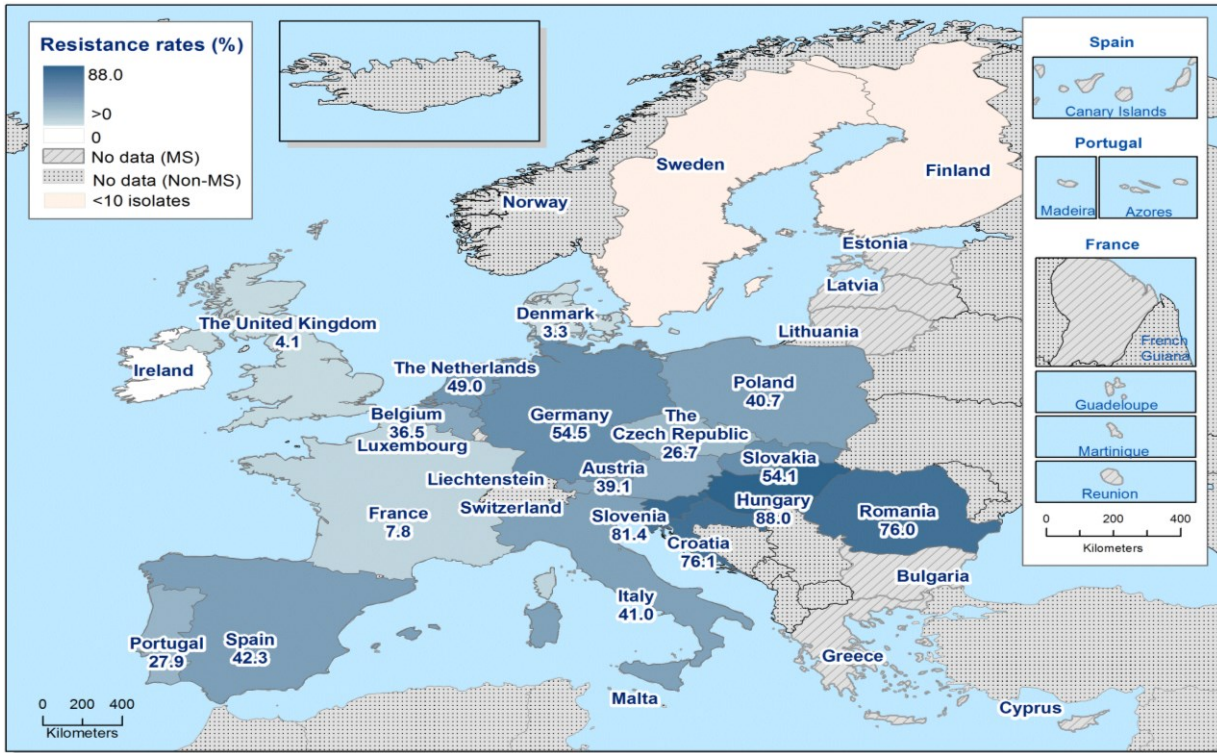 Resistance rates (%)
88.0
>0
0
No data (MS)
No data (Non-MS)
<10 isolates
Spain
Canary Islands
Portugal
Madeira
Azores
France
French
Guiana
Guadeloupe
Martinique
Reunion
0 200 400
Kilometers
Sweden
Finland
Norway
Estonia
Latvia
Lithuania
Denmark
3.3
The United Kingdom
4.1
Ireland
The Netherlands
49.0
Belgium
36.5
Luxembourg
Germany
54.5
Poland
40.7
The
Czech Republic
26.7
Slovakia
54.1
Austria
39.1
Liechtenstein
Switzerland
France
7.8
Slovenia
81.4
Hungary
88.0
Romania
76.0
Croatia
76.1
Bulgaria
Italy
41.0
Portugal
27.9
Spain
42.3
Greece
Malta
Cyprus
0 200 400
Kilometers